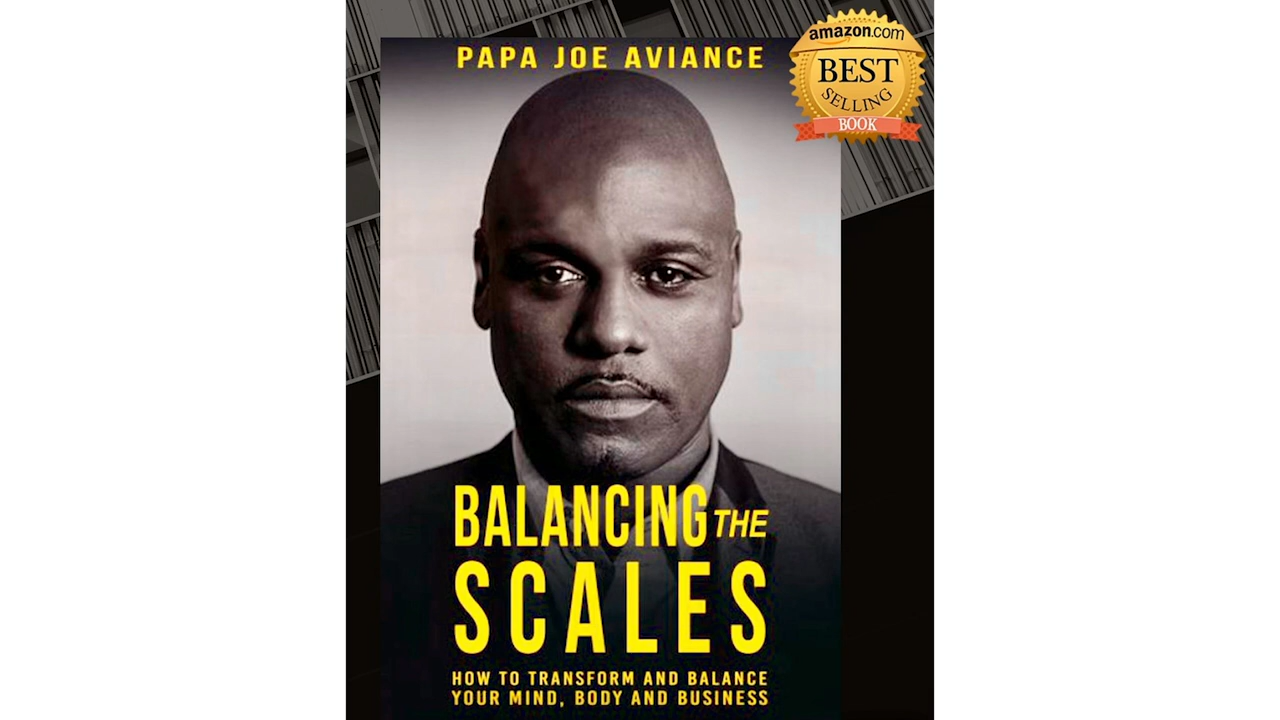 PAPA JOE AVIANCE
amazon.com
BEST
SELLING
BOOK
BALANCING THE
SCALES
HOW TO TRANSFORM AND BALANCE
YOUR MIND, BODY AND BUSINESS